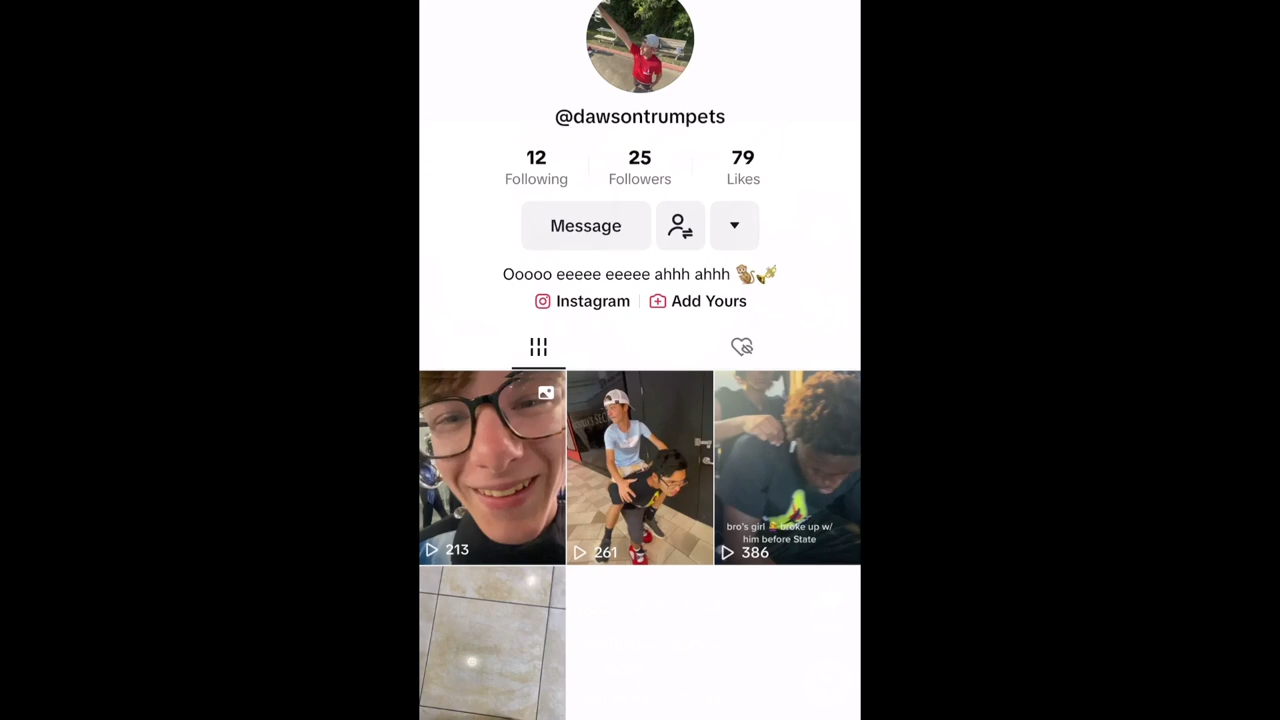 @dawsontrumpets
12 25 79
Following Followers Likes
Message
Ooooo eeeee eeeee ahhh ahhh 🐒🎺
Instagram Add Yours
213
261
bro's girl 💃 broke up w/
him before State
386